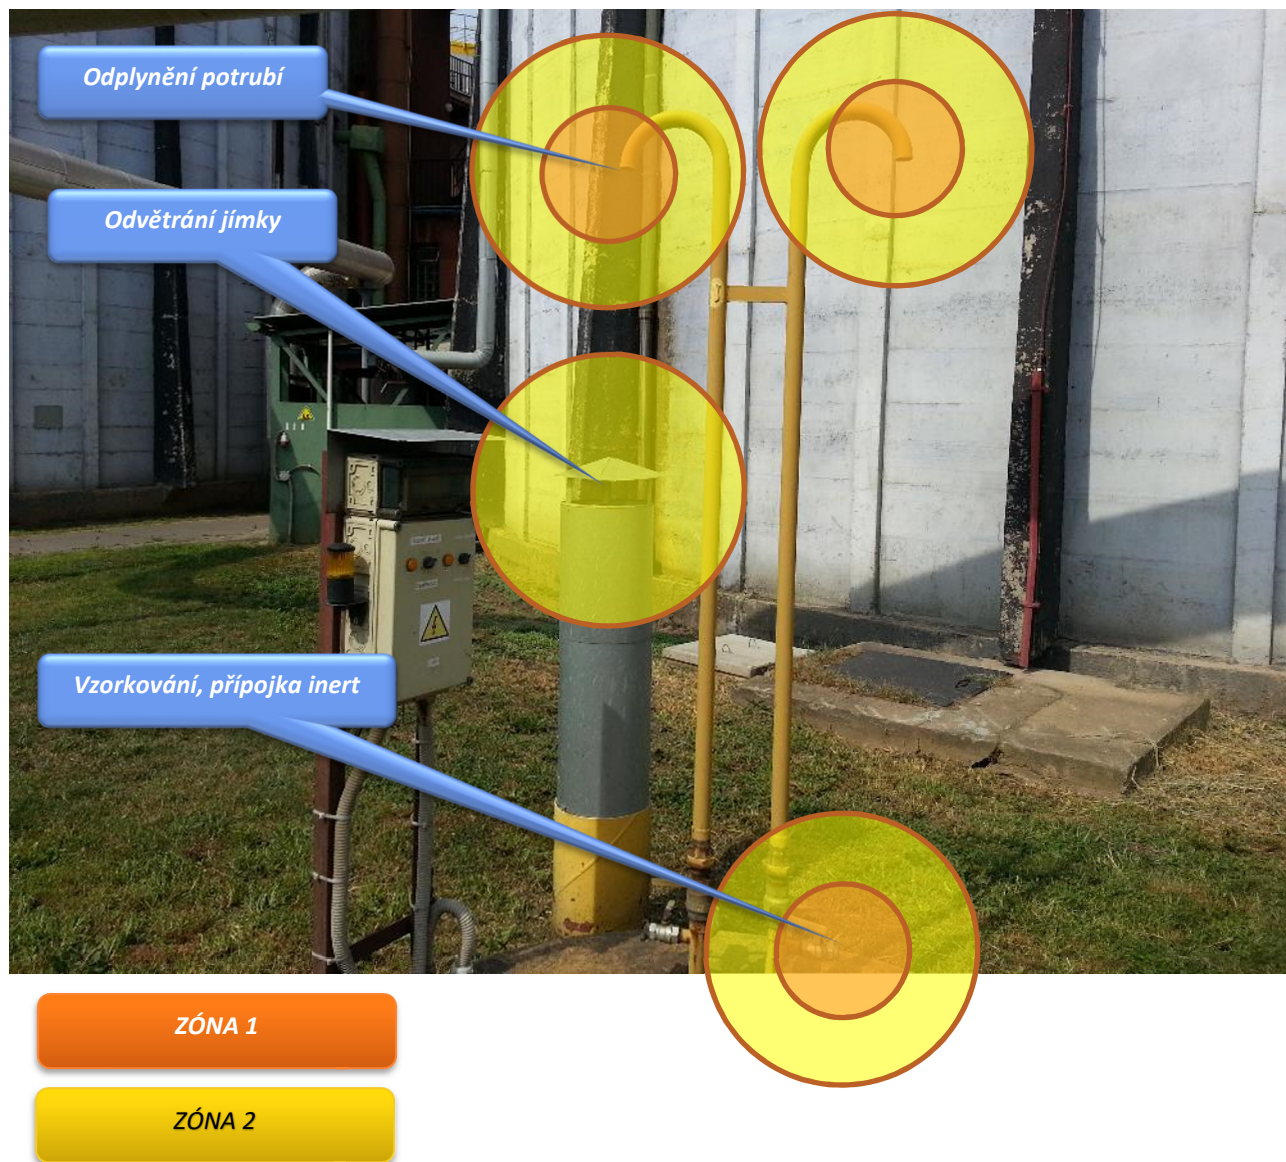 Odplynění potrubí
Odvětrání jímky
Vzorkování, přípojka inert
ZÓNA 1
ZÓNA 2